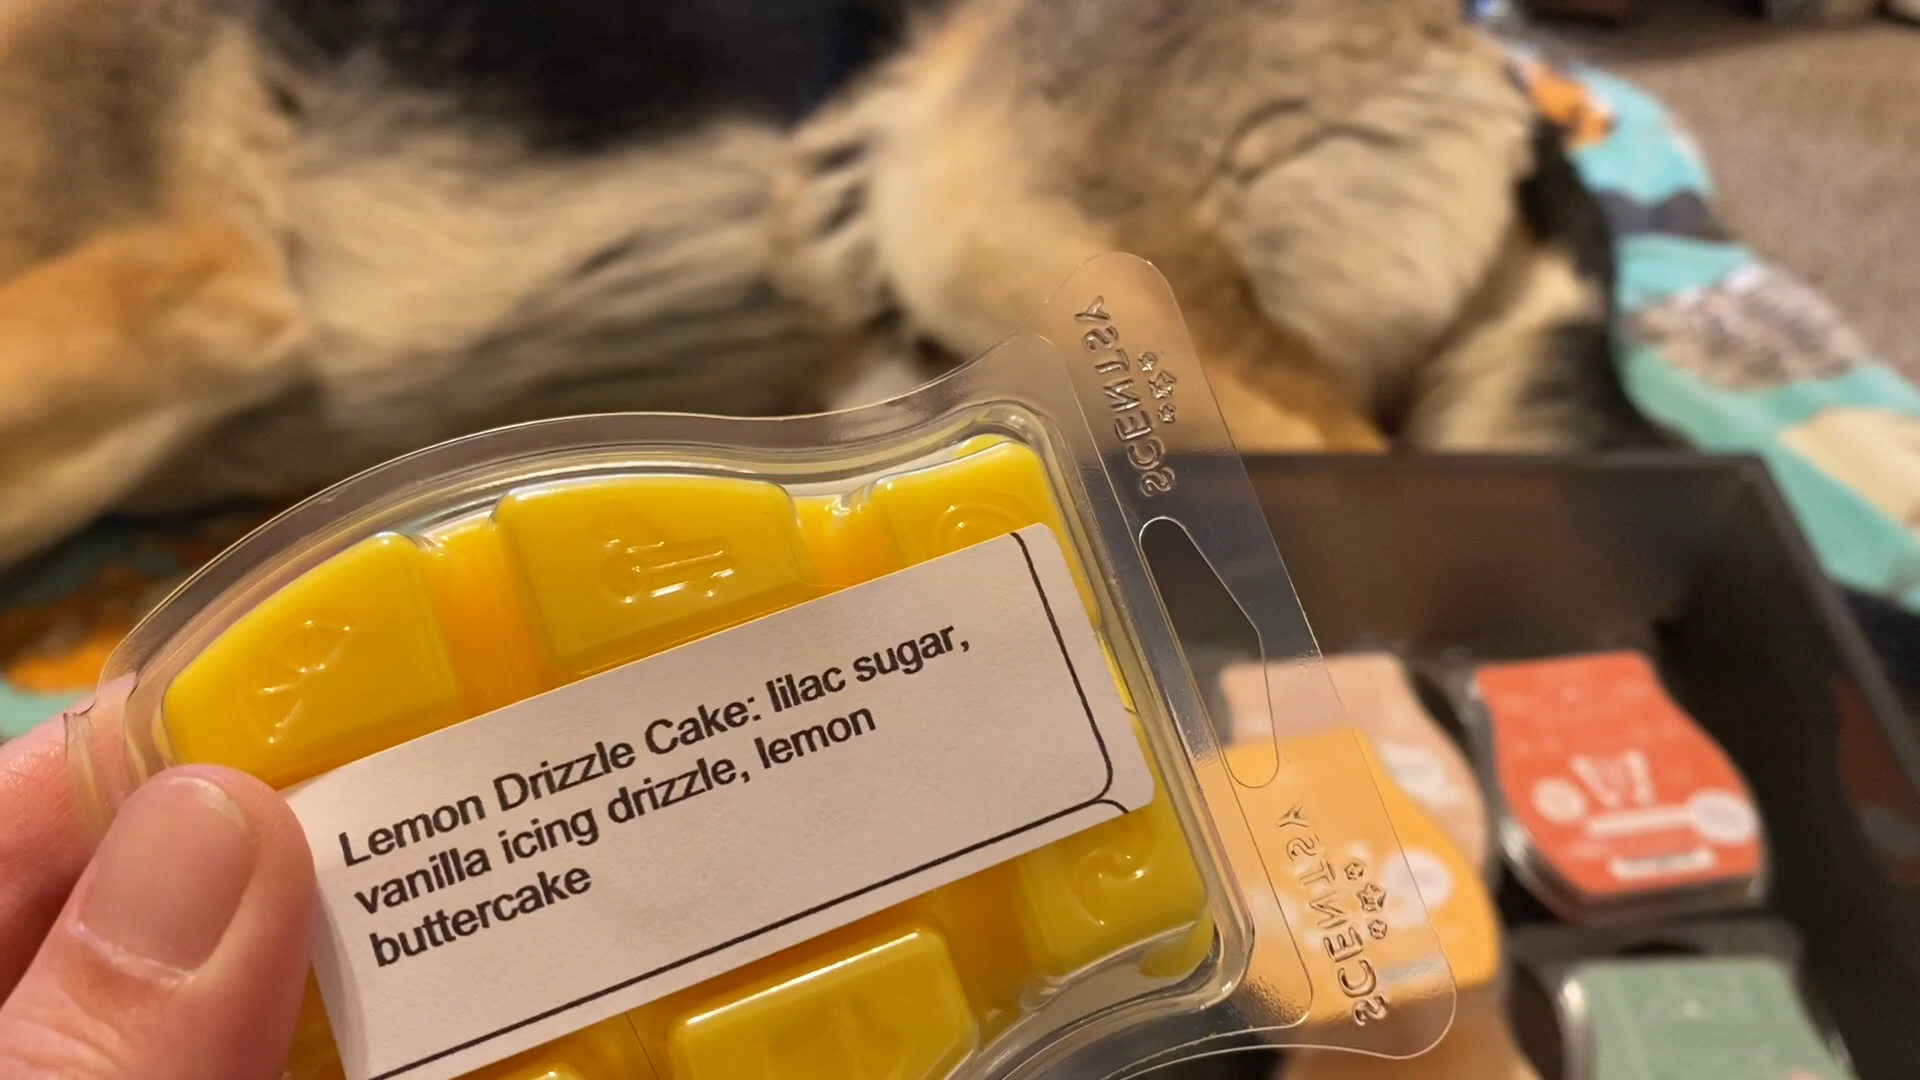 Lemon Drizzle Cake: lilac sugar,
vanilla icing drizzle, lemon
buttercake
SCENTSY
SCENTSY